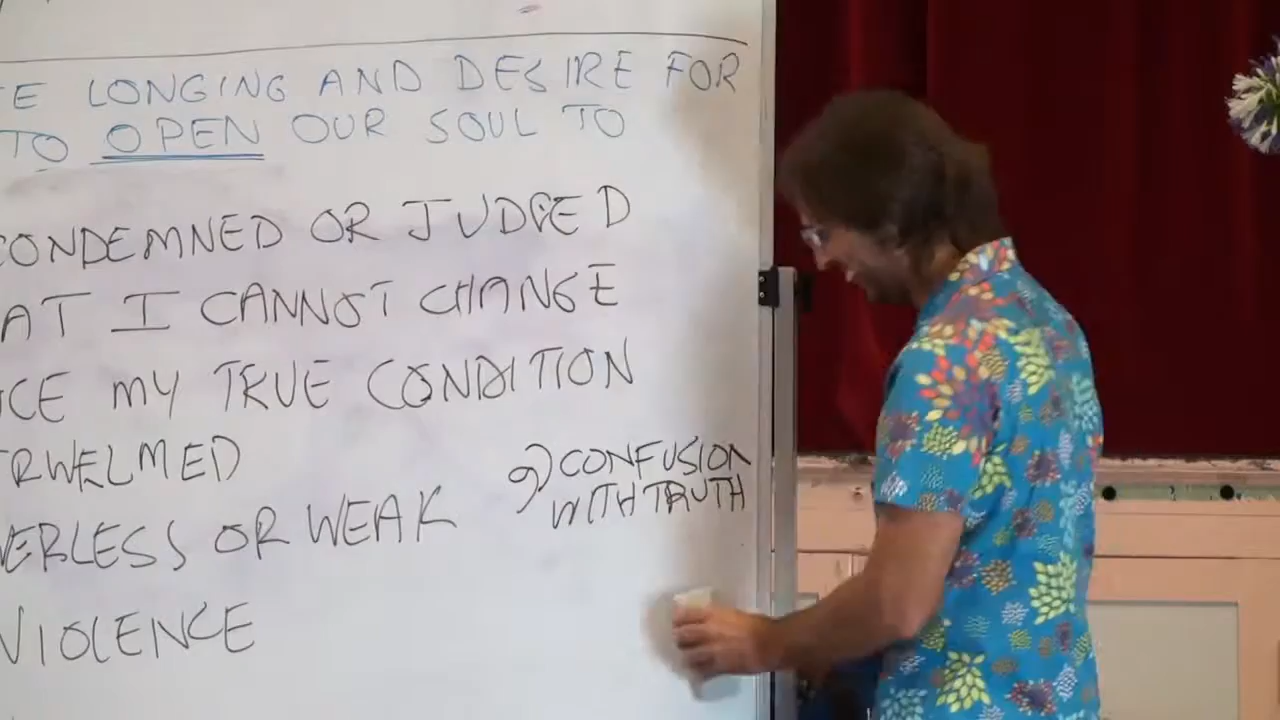 E LONGING AND DESIRE FOR
TO OPEN OUR SOUL TO
CONDEMNED OR JUDGED
AT I CANNOT CHANGE
CE MY TRUE CONDITION
RWELMED
ERLESS OR WEAK
9) CONFUSION
WITH TRUTH
VIOLENCE